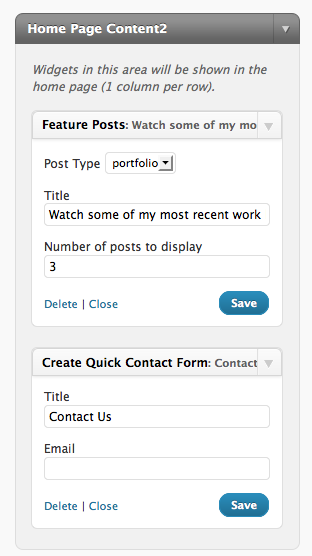 Home Page Content2
Widgets in this area will be shown in the
home page (1 column per row).
Feature Posts: Watch some of my mo
Post Type portfolio
Title
Watch some of my most recent work
Number of posts to display
3
Delete | Close Save
Create Quick Contact Form: Contact
Title
Contact Us
Email
Delete | Close Save